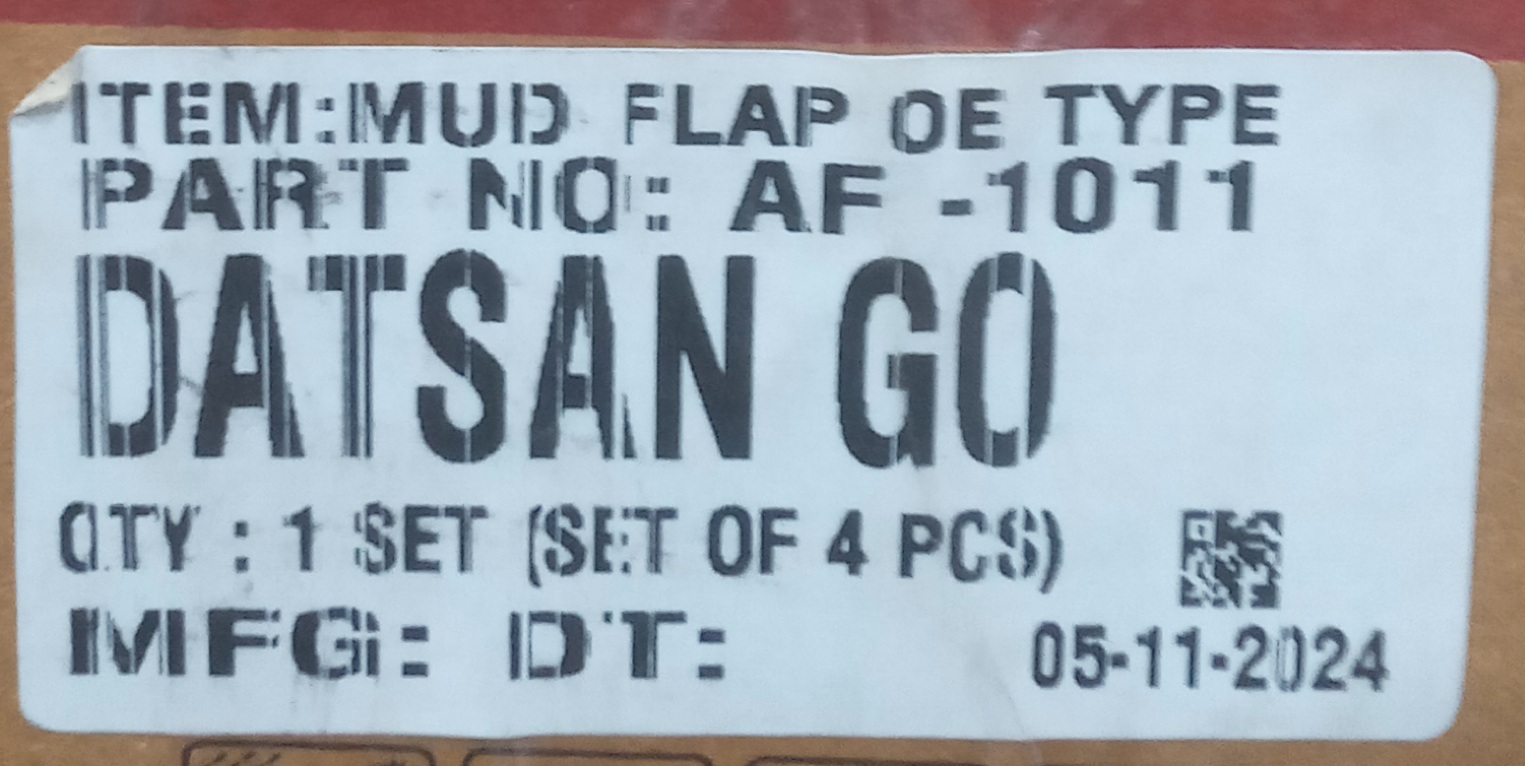 ITEM:MUD FLAP OE TYPE
PART NO: AF -1011
DATSAN GO
QTY : 1 SET (SET OF 4 PCS)
MFG: DT: 05-11-2024